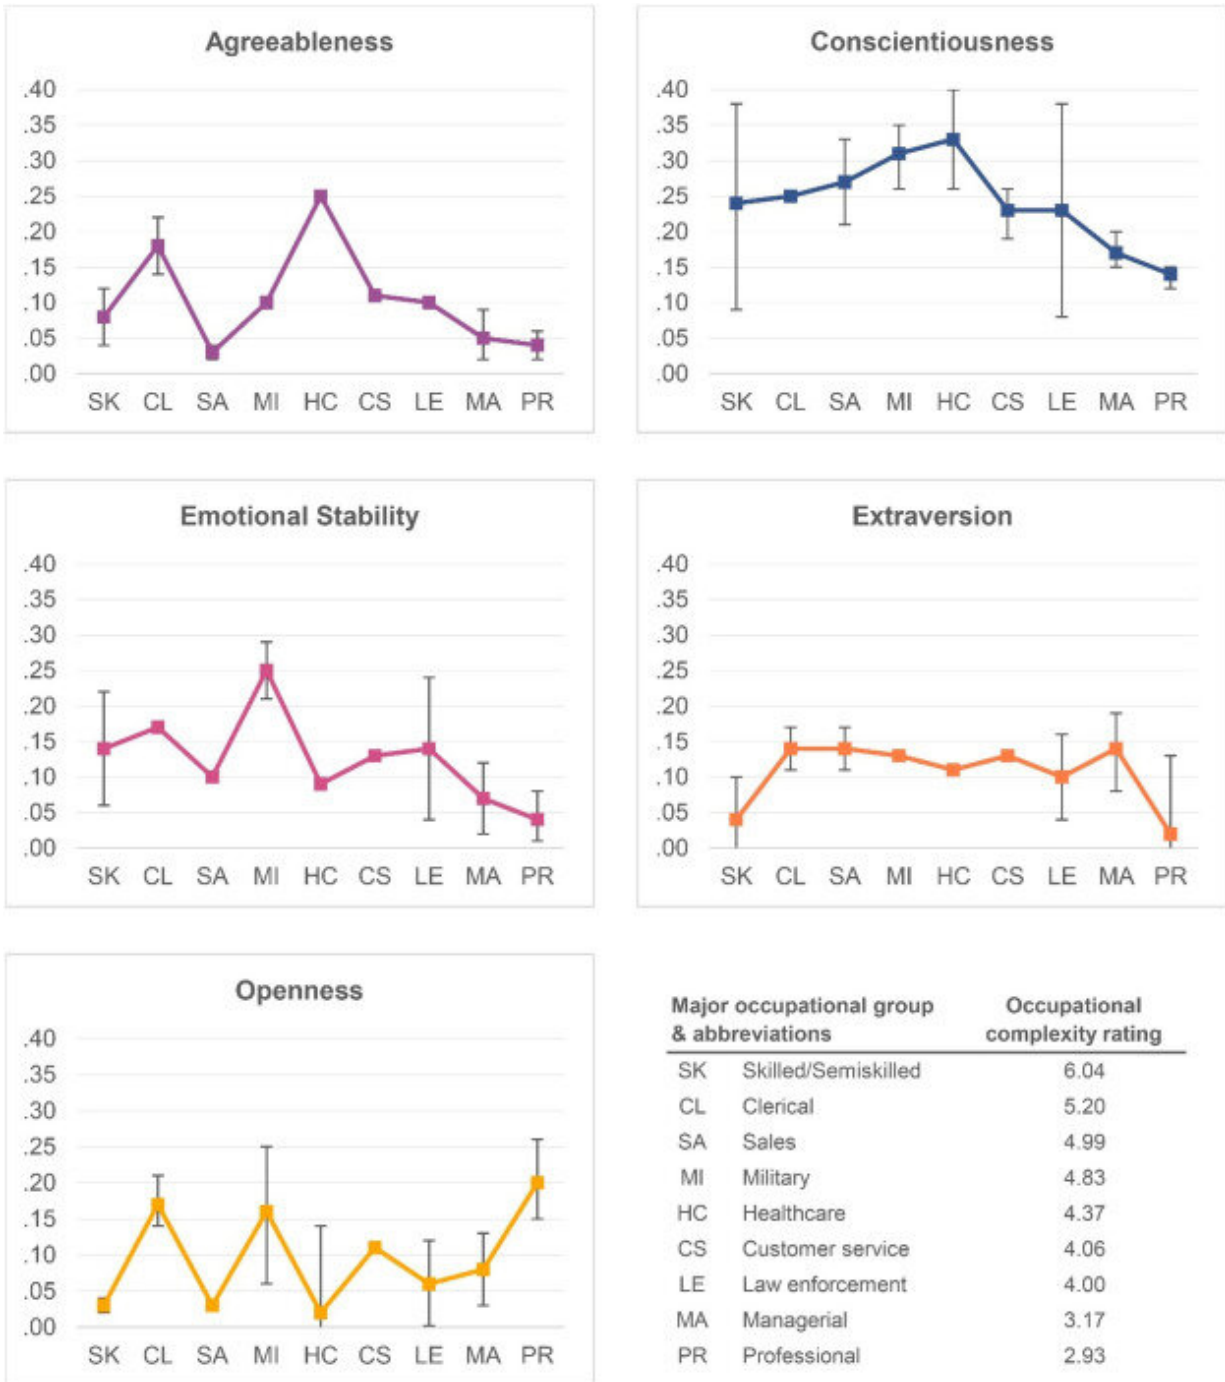 Agreeableness
.40
.35
.30
.25
.20
.15
.10
.05
.00
SK CL SA MI HC CS LE MA PR
Conscientiousness
.40
.35
.30
.25
.20
.15
.10
.05
.00
SK CL SA MI HC CS LE MA PR
Emotional Stability
.40
.35
.30
.25
.20
.15
.10
.05
.00
SK CL SA MI HC CS LE MA PR
Extraversion
.40
.35
.30
.25
.20
.15
.10
.05
.00
SK CL SA MI HC CS LE MA PR
Openness
.40
.35
.30
.25
.20
.15
.10
.05
.00
SK CL SA MI HC CS LE MA PR
Major occupational group Occupational
& abbreviations complexity rating
SK Skilled/Semiskilled 6.04
CL Clerical 5.20
SA Sales 4.99
MI Military 4.83
HC Healthcare 4.37
CS Customer service 4.06
LE Law enforcement 4.00
MA Managerial 3.17
PR Professional 2.93